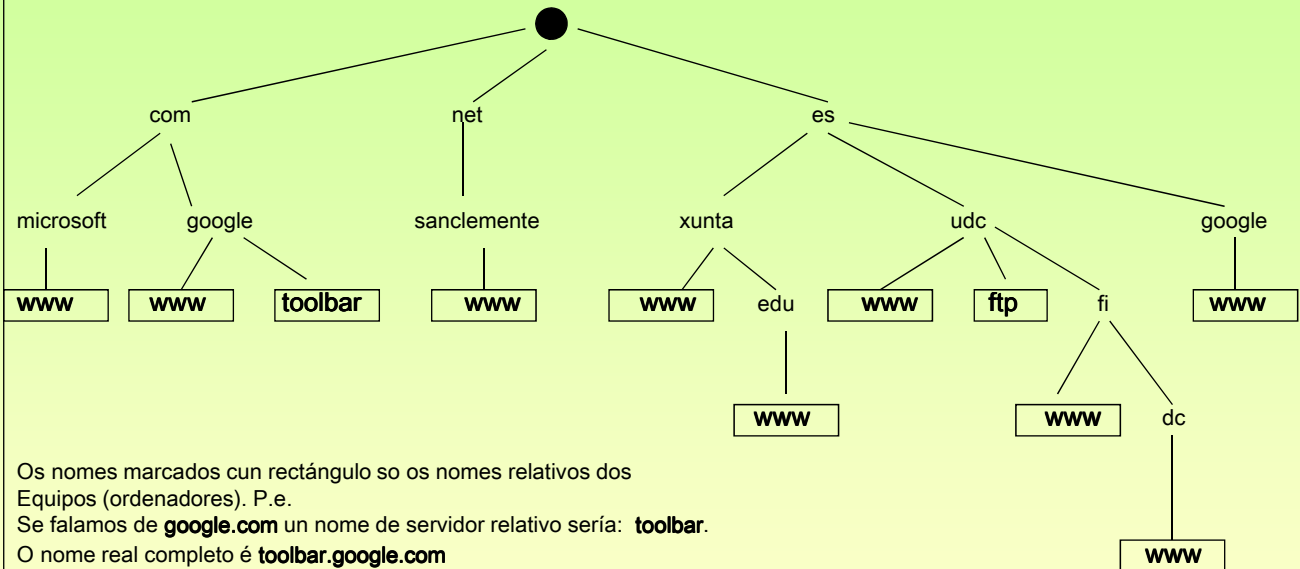 com net es
microsoft google sanclemente xunta udc google
www www toolbar www www edu www ftp fi www
www www dc
Os nomes marcados cun rectángulo so os nomes relativos dos
Equipos (ordenadores). P.e.
Se falamos de google.com un nome de servidor relativo sería: toolbar.
O nome real completo é toolbar.google.com
www